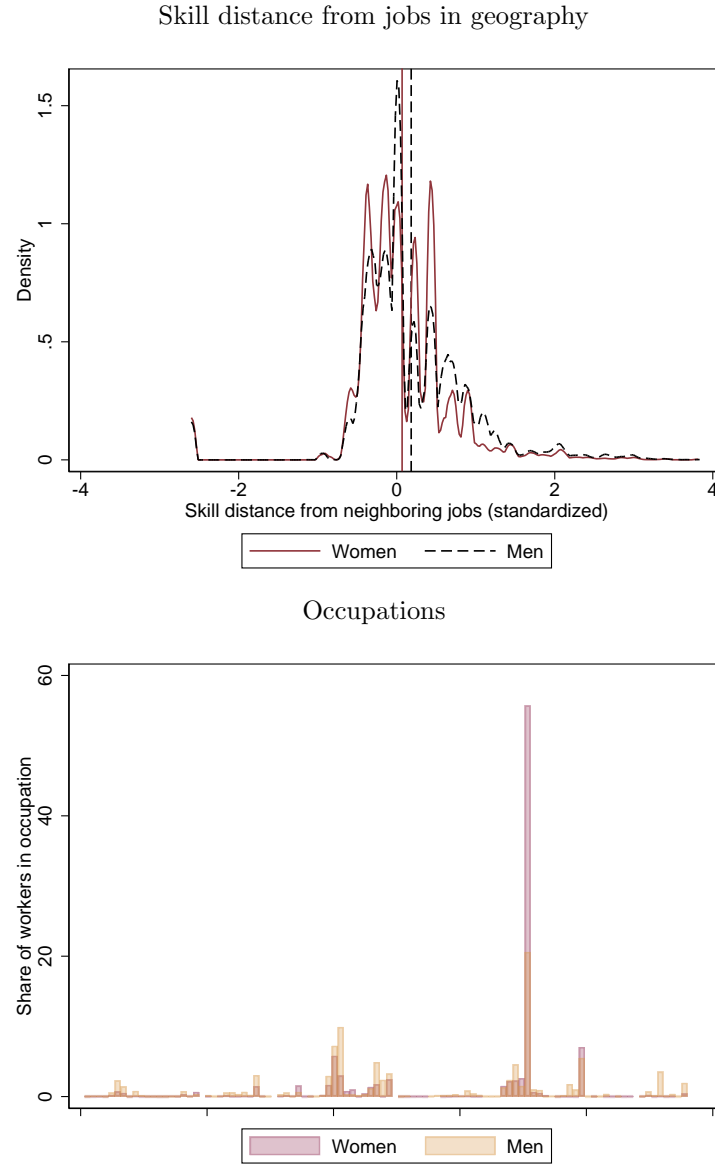 Skill distance from jobs in geography
1.5
1
.5
0
Density
-4
-2
0
2
4
Skill distance from neighboring jobs (standardized)
Women
Men
Occupations
60
40
20
0
Share of workers in occupation
Women
Men